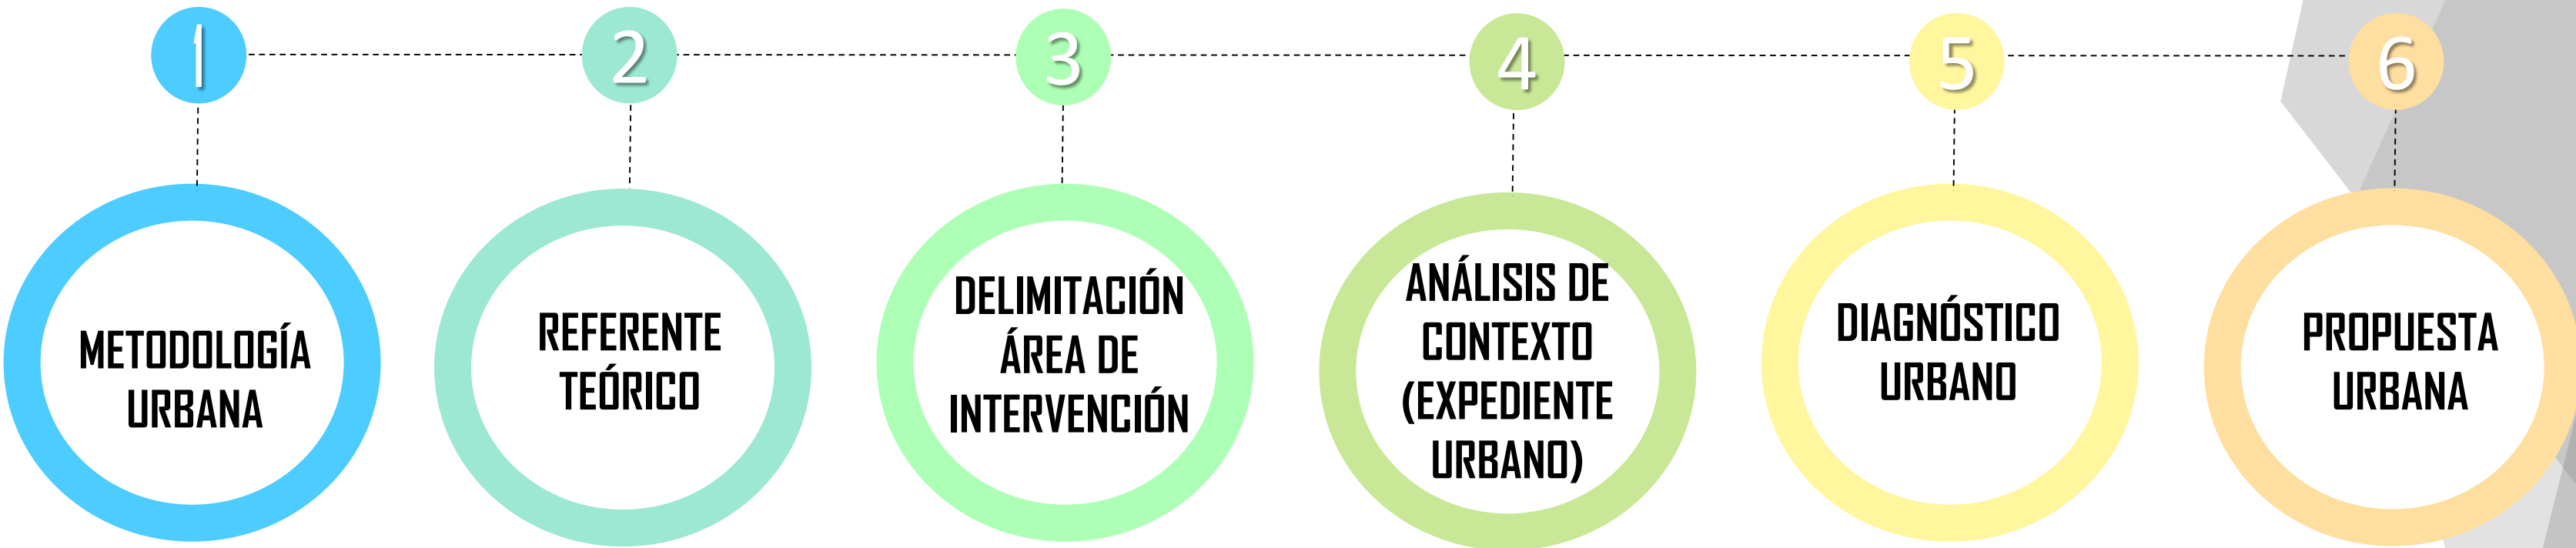 1
2
3
4
5
6
METODOLOGÍA
URBANA
REFERENTE
TEÓRICO
DELIMITACIÓN
ÁREA DE
INTERVENCIÓN
ANÁLISIS DE
CONTEXTO
(EXPEDIENTE
URBANO)
DIAGNÓSTICO
URBANO
PROPUESTA
URBANA